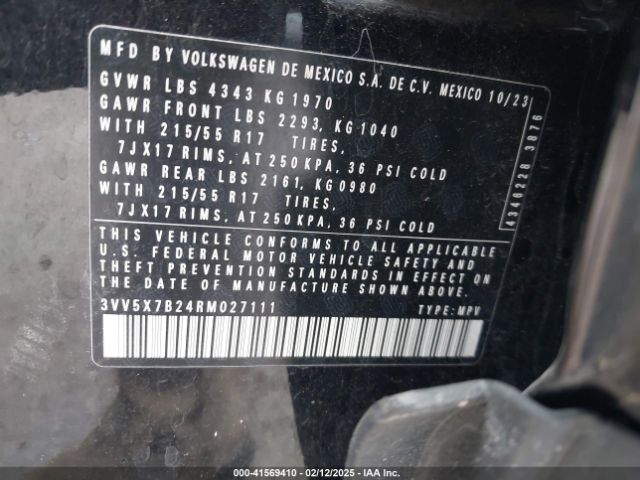 MFD BY VOLKSWAGEN DE MEXICO S.A. DE C.V. MEXICO 10/23
GVWR LBS 4343 KG 1970
GAWR FRONT LBS 2293, KG 1040
WITH 215/55 R17 TIRES,
7JX17 RIMS, AT 250 KPA, 36 PSI COLD
GAWR REAR LBS 2161, KG 0980
WITH 215/55 R17 TIRES,
7JX17 RIMS, AT 250 KPA, 36 PSI COLD
4340228 3076
THIS VEHICLE CONFORMS TO ALL APPLICABLE
U.S. FEDERAL MOTOR VEHICLE SAFETY AND
THEFT PREVENTION STANDARDS IN EFFECT ON
THE DATE OF MANUFACTURE SHOWN ABOVE.
3VV5X7B24RM027111 TYPE: MPV
000-41569410 - 02/12/2025 - IAA Inc.